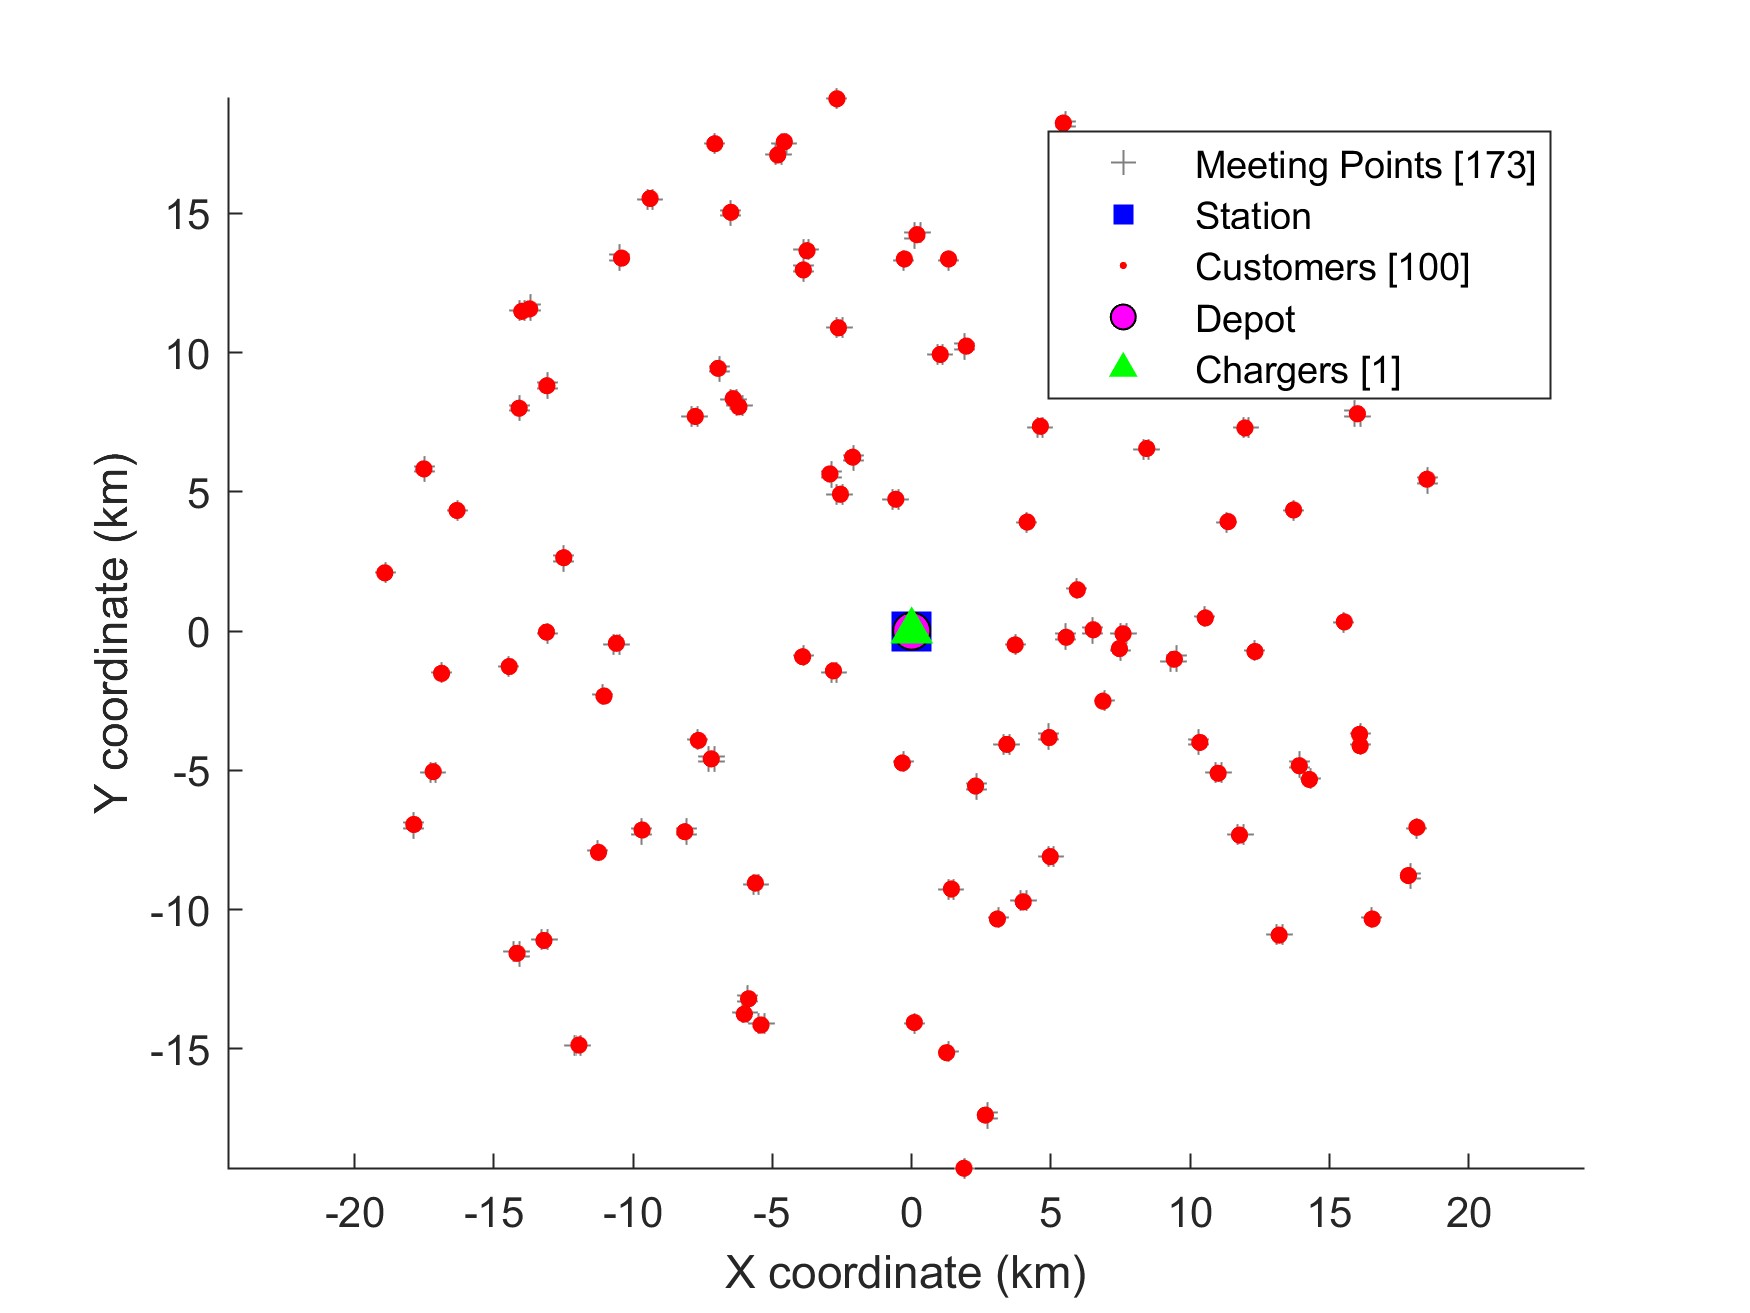 Meeting Points [173]
Station
Customers [100]
Depot
Chargers [1]
15
10
5
0
-5
-10
-15
Y coordinate (km)
-20 -15 -10 -5 0 5 10 15 20
X coordinate (km)